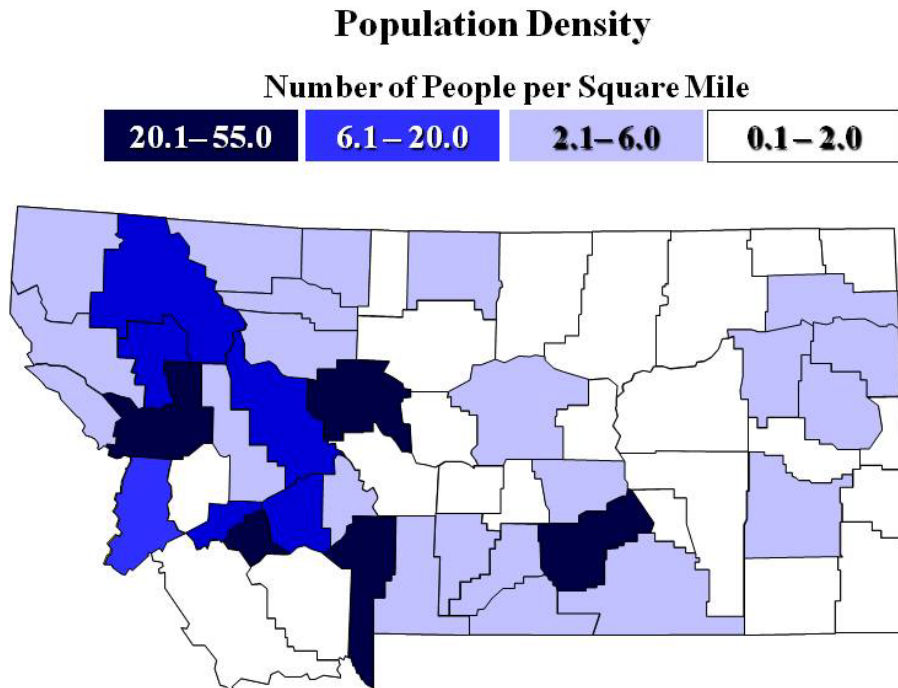 Population Density
Number of People per Square Mile
20.1–55.0 6.1 – 20.0 2.1– 6.0 0.1 – 2.0